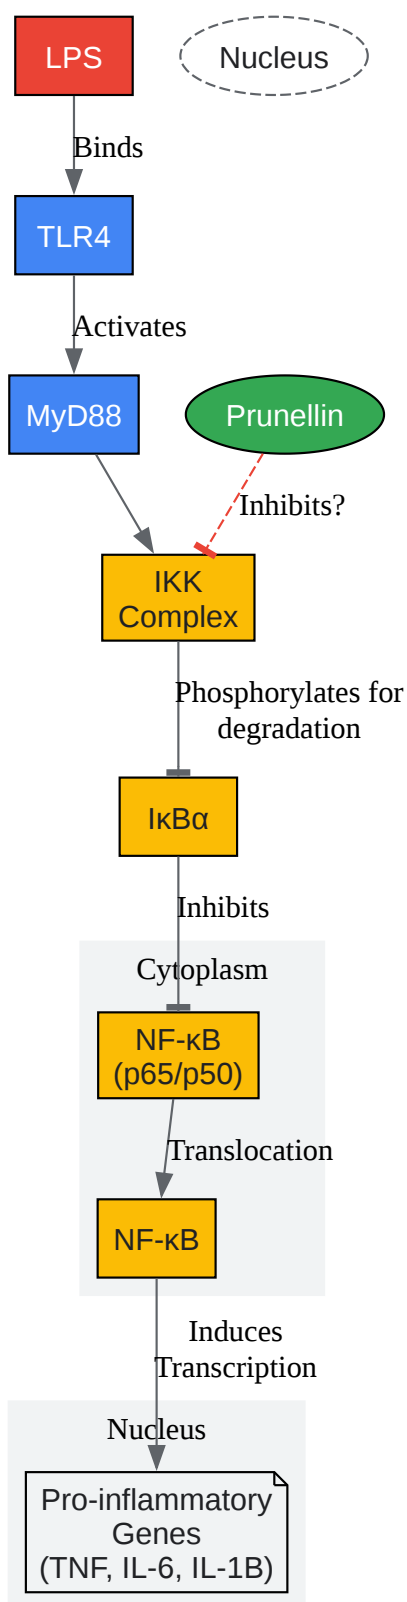 LPS
Nucleus
Binds
TLR4
Activates
MyD88
Prunellin
Inhibits?
IKK
Complex
Phosphorylates for
degradation
IκBα
Inhibits
Cytoplasm
NF-κB
(p65/p50)
Translocation
NF-κB
Induces
Transcription
Nucleus
Pro-inflammatory
Genes
(TNF, IL-6, IL-1B)